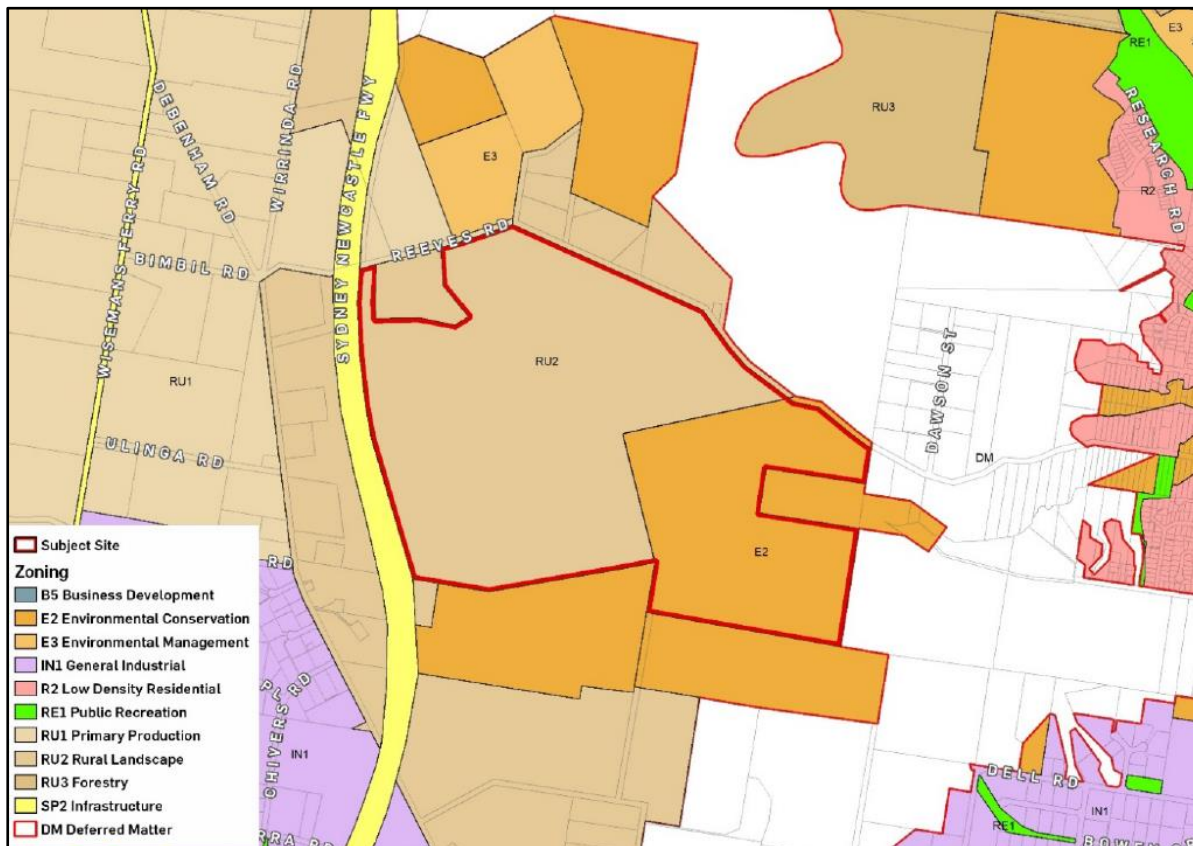 E3
RE1
RESEARCH RD
RU3
R2
DEBENHAM RD
WIRRINDA RD
SYDNEY NEWCASTLE FWY
E3
REEVES RD
BIMBIL RD
WISEMANS FERRY RD
RU1
RU2
DAWSON ST
ULINGA RD
DM
E2
RD
Subject Site
Zoning
B5 Business Development
E2 Environmental Conservation
E3 Environmental Management
IN1 General Industrial
R2 Low Density Residential
RE1 Public Recreation
RU1 Primary Production
RU2 Rural Landscape
RU3 Forestry
SP2 Infrastructure
DM Deferred Matter
PL
RD
CHIVERS
IN1
DELL RD
IN1
RE1